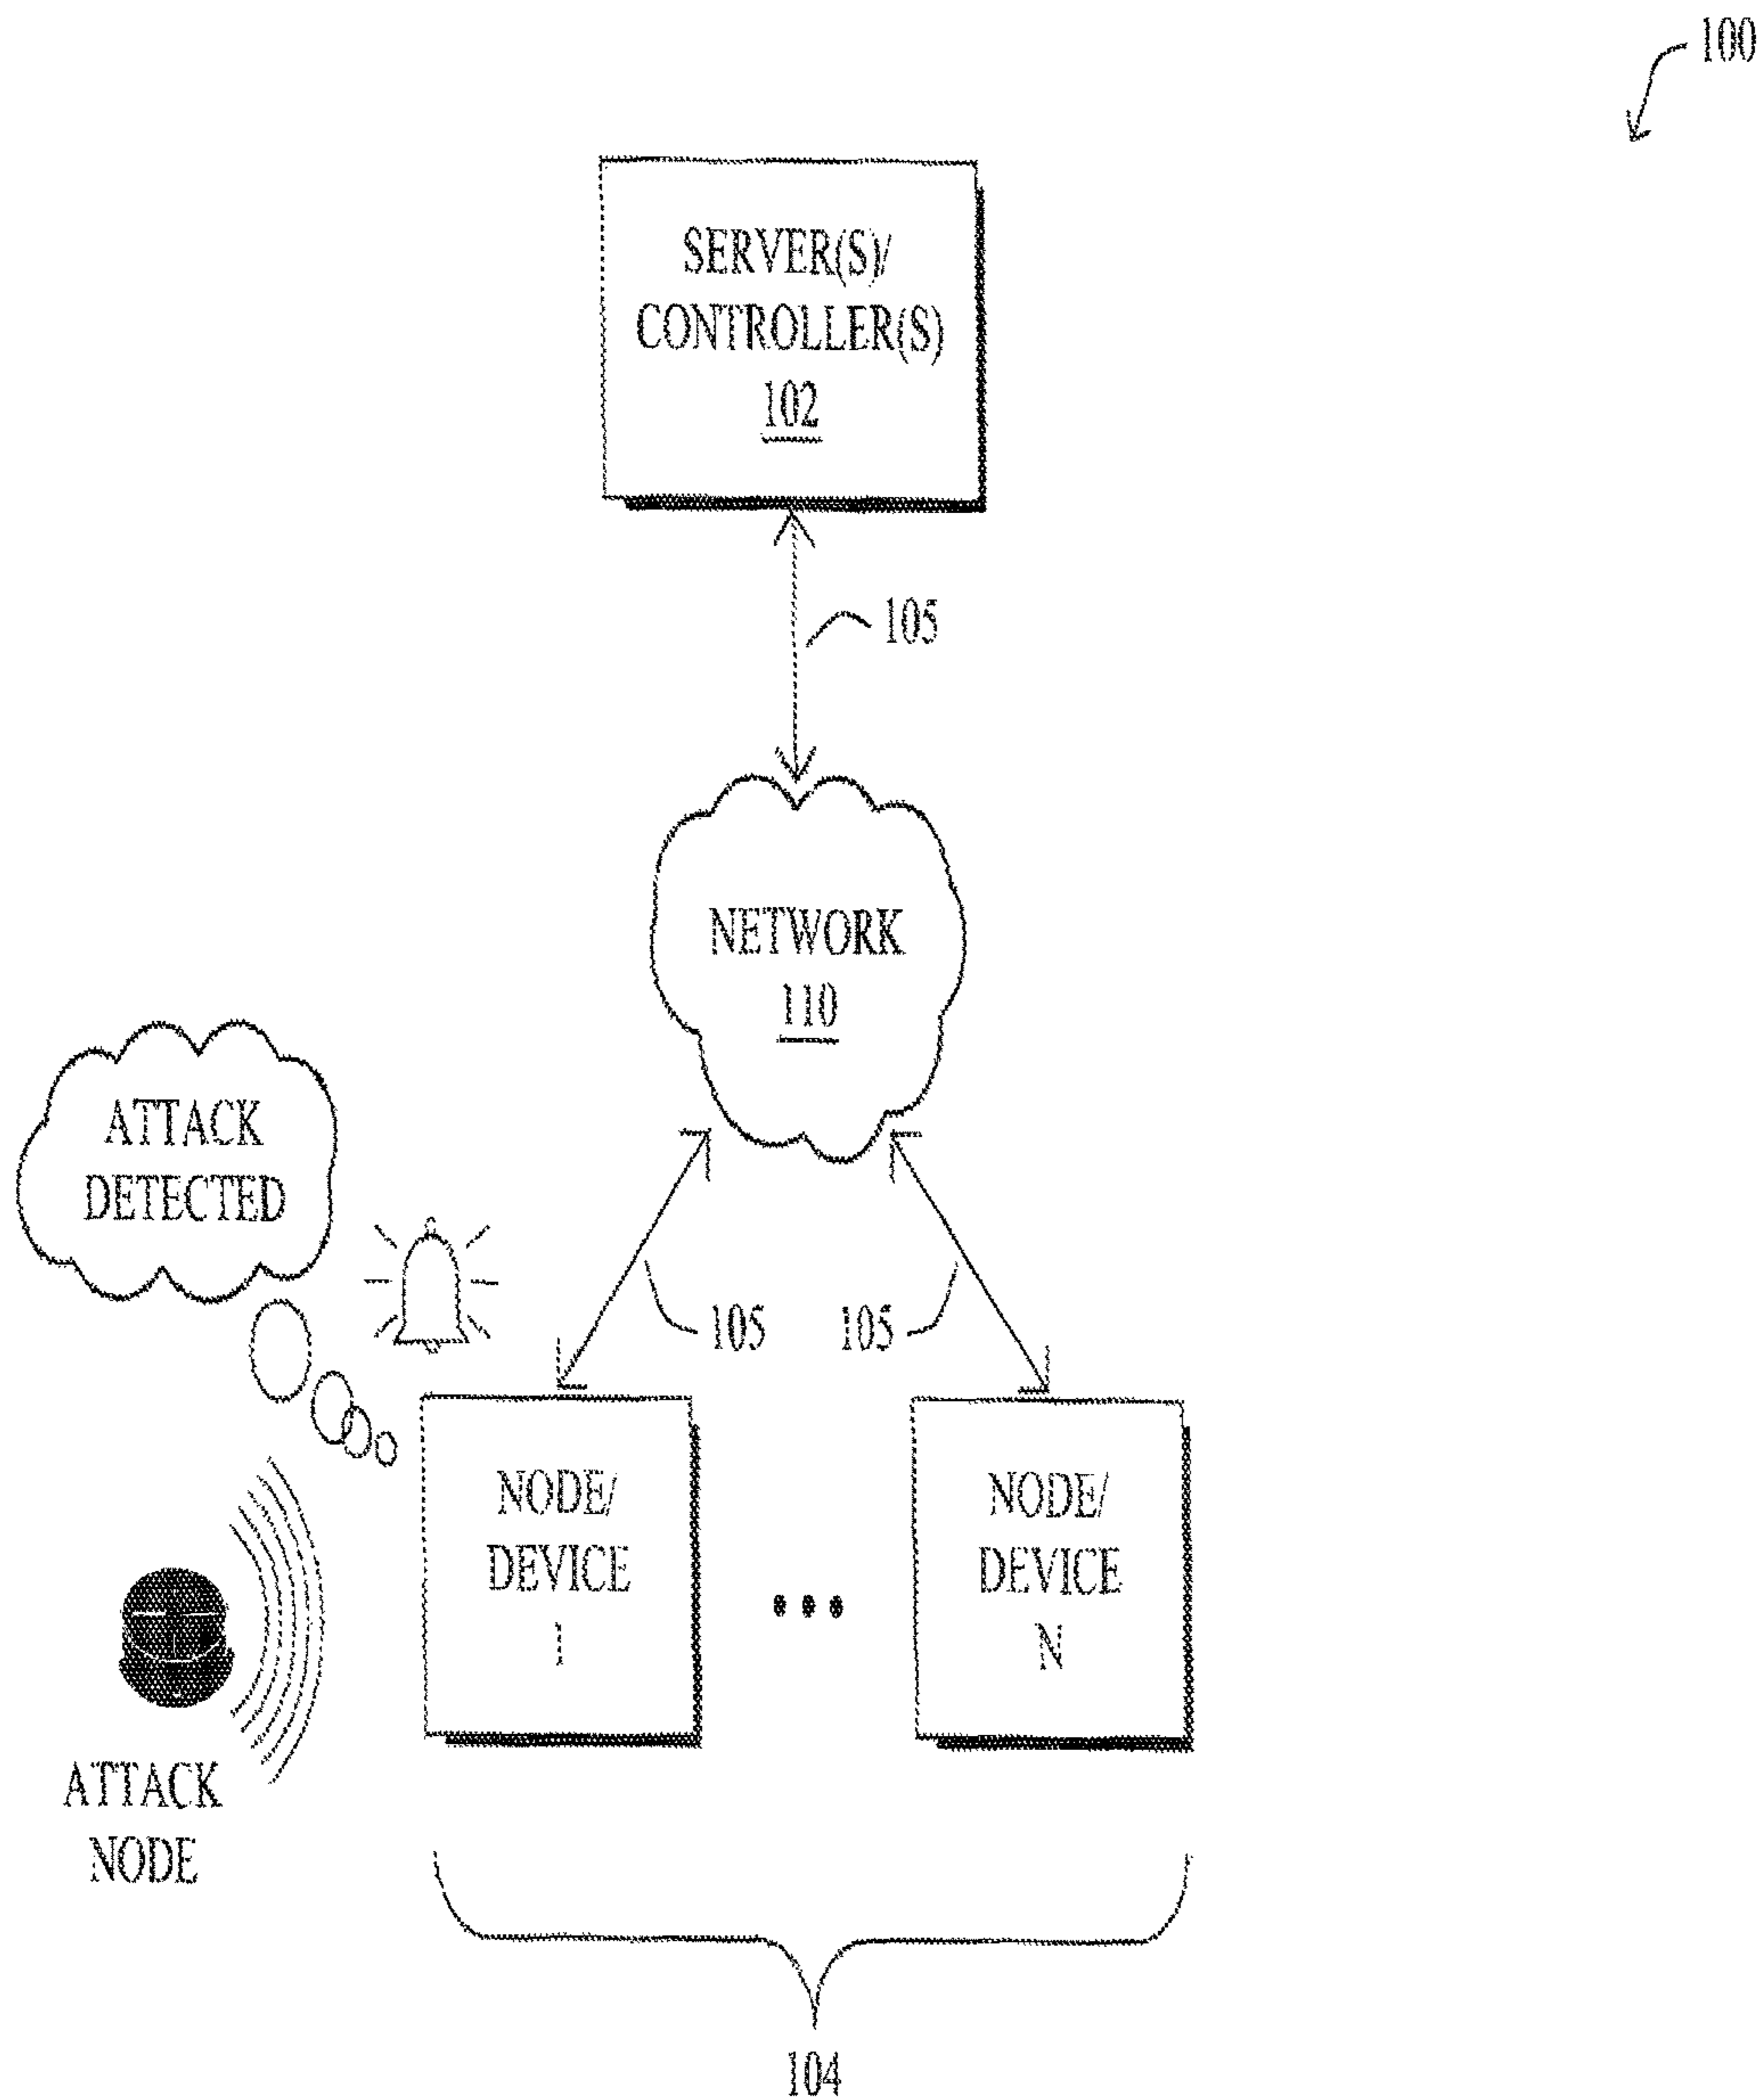 100
SERVER(S)/
CONTROLLER(S)
102
105
NETWORK
110
ATTACK
DETECTED
105
105
NODE/
DEVICE
1
NODE/
DEVICE
N
ATTACK
NODE
104